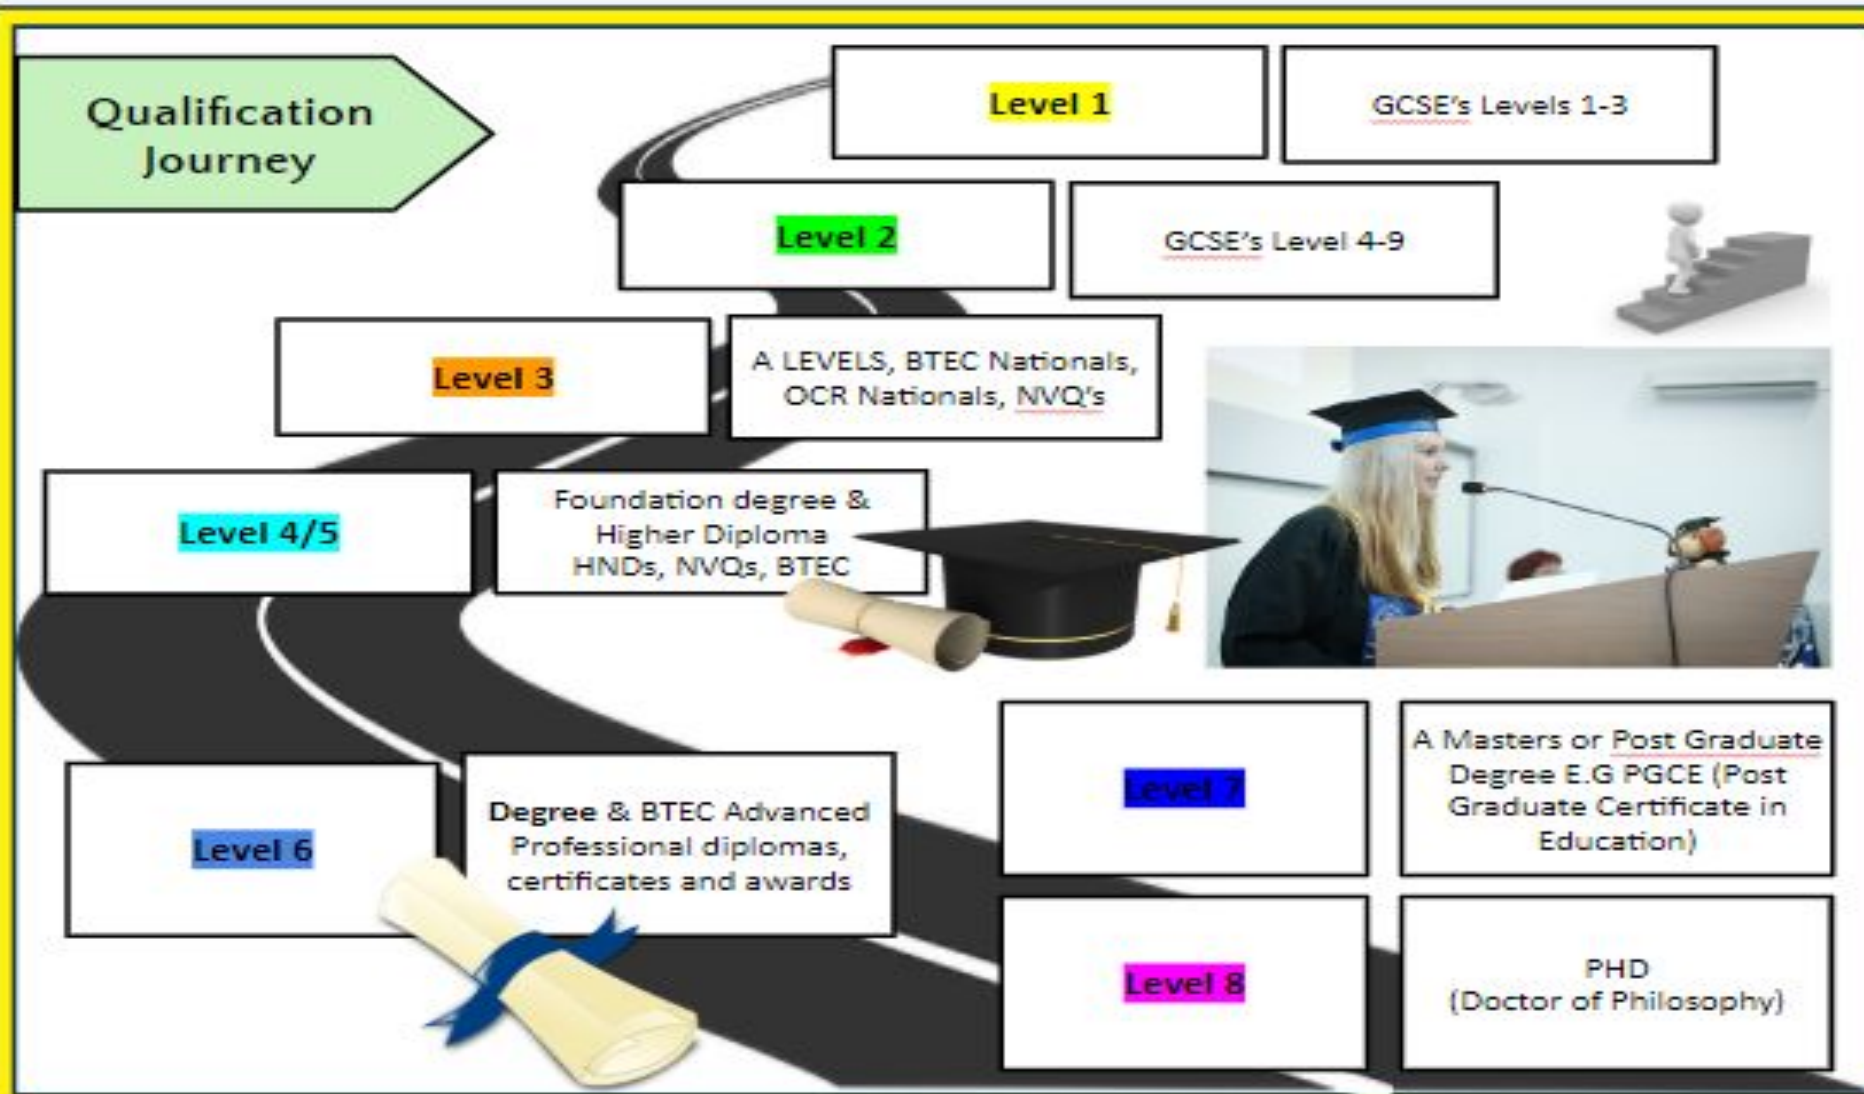 Qualification
Journey
Level 1
GCSE's Levels 1-3
Level 2
GCSE's Level 4-9
Level 3
A LEVELS, BTEC Nationals,
OCR Nationals, NVQ's
Level 4/5
Foundation degree &
Higher Diploma
HNDs, NVQs, BTEC
Level 6
Degree & BTEC Advanced
Professional diplomas,
certificates and awards
Level 7
A Masters or Post Graduate
Degree E.G PGCE (Post
Graduate Certificate in
Education)
Level 8
PHD
(Doctor of Philosophy)